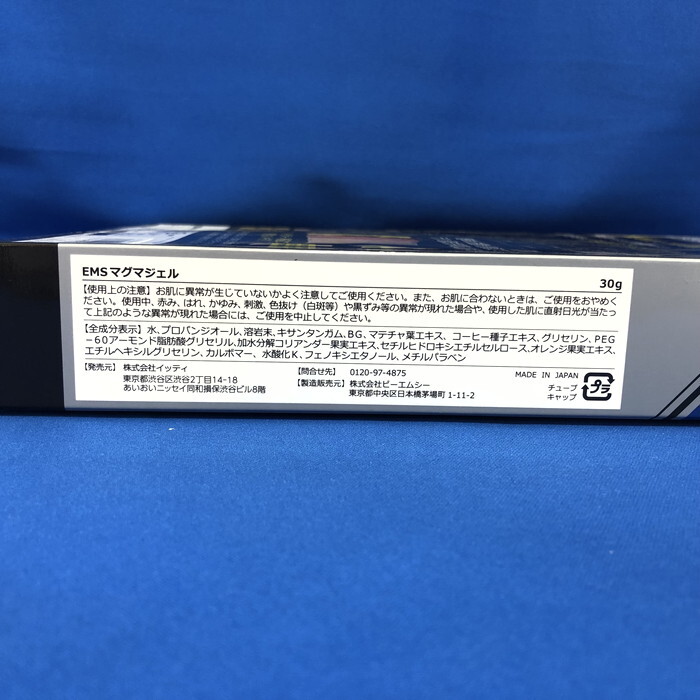 EMSマグマジェル 30g
【使用上の注意】お肌に異常が生じていないかよく注意してご使用ください。また、お肌に合わないときは、ご使用をおやめく
ださい。使用中、赤み、はれ、かゆみ、刺激、色抜け（白斑等）や黒ずみ等の異常が現れた場合や、使用した肌に直射日光が当たっ
て上記のような異常が現れた場合には、ご使用を中止してください。
【全成分表示】水、プロパンジオール、溶岩末、キサンタンガム、BG、マテチャ葉エキス、コーヒー種子エキス、グリセリン、PEG
-60アーモンド脂肪酸グリセリル、加水分解コリアンダー果実エキス、セチルヒドロキシエチルセルロース、オレンジ果実エキス、
エチルヘキシルグリセリン、カルボマー、水酸化K、フェノキシエタノール、メチルパラベン
【発売元】 株式会社イッティ
東京都渋谷区渋谷2丁目14-18
あいおいニッセイ同和損保渋谷ビル8階
【問合せ先】 0120-97-4875
【製造販売元】 株式会社ピーエムシー
東京都中央区日本橋茅場町 1-11-2
MADE IN JAPAN
チューブ
キャップ
プラ